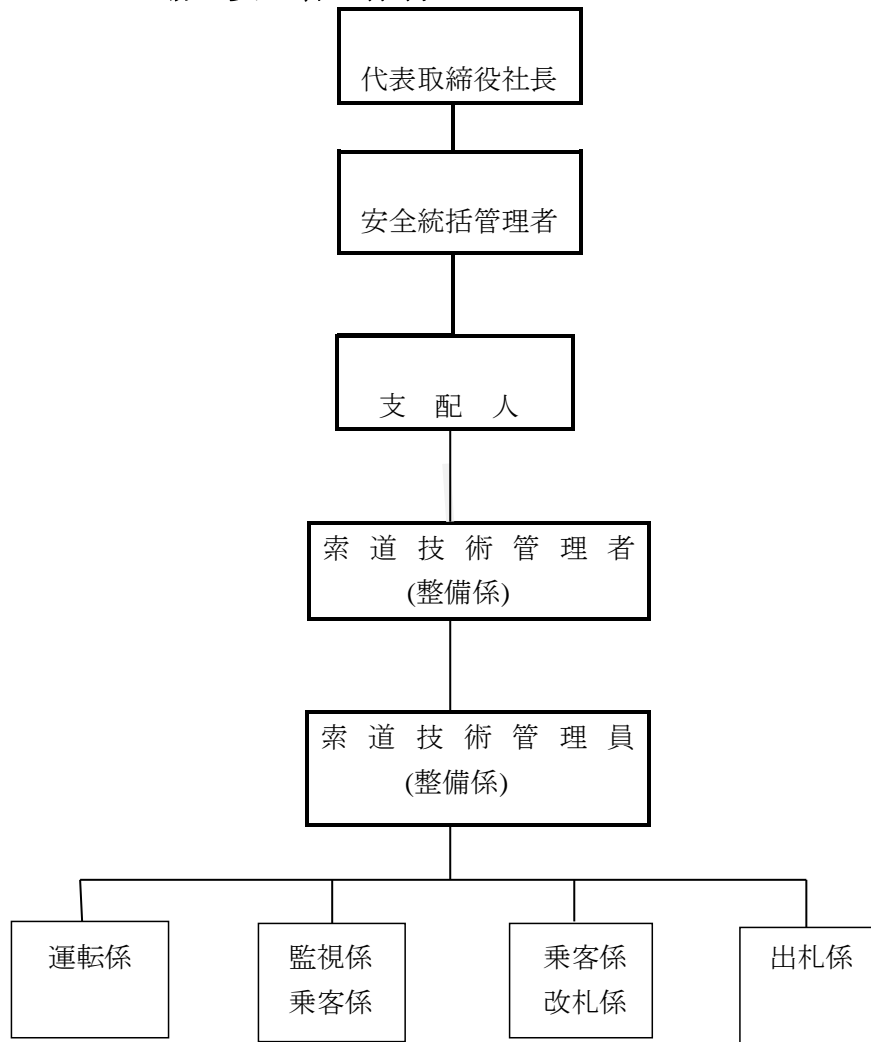 代表取締役社長
安全統括管理者
支 配 人
索 道 技 術 管 理 者
(整備係)
索 道 技 術 管 理 員
(整備係)
運転係
監視係
乗客係
乗客係
改札係
出札係